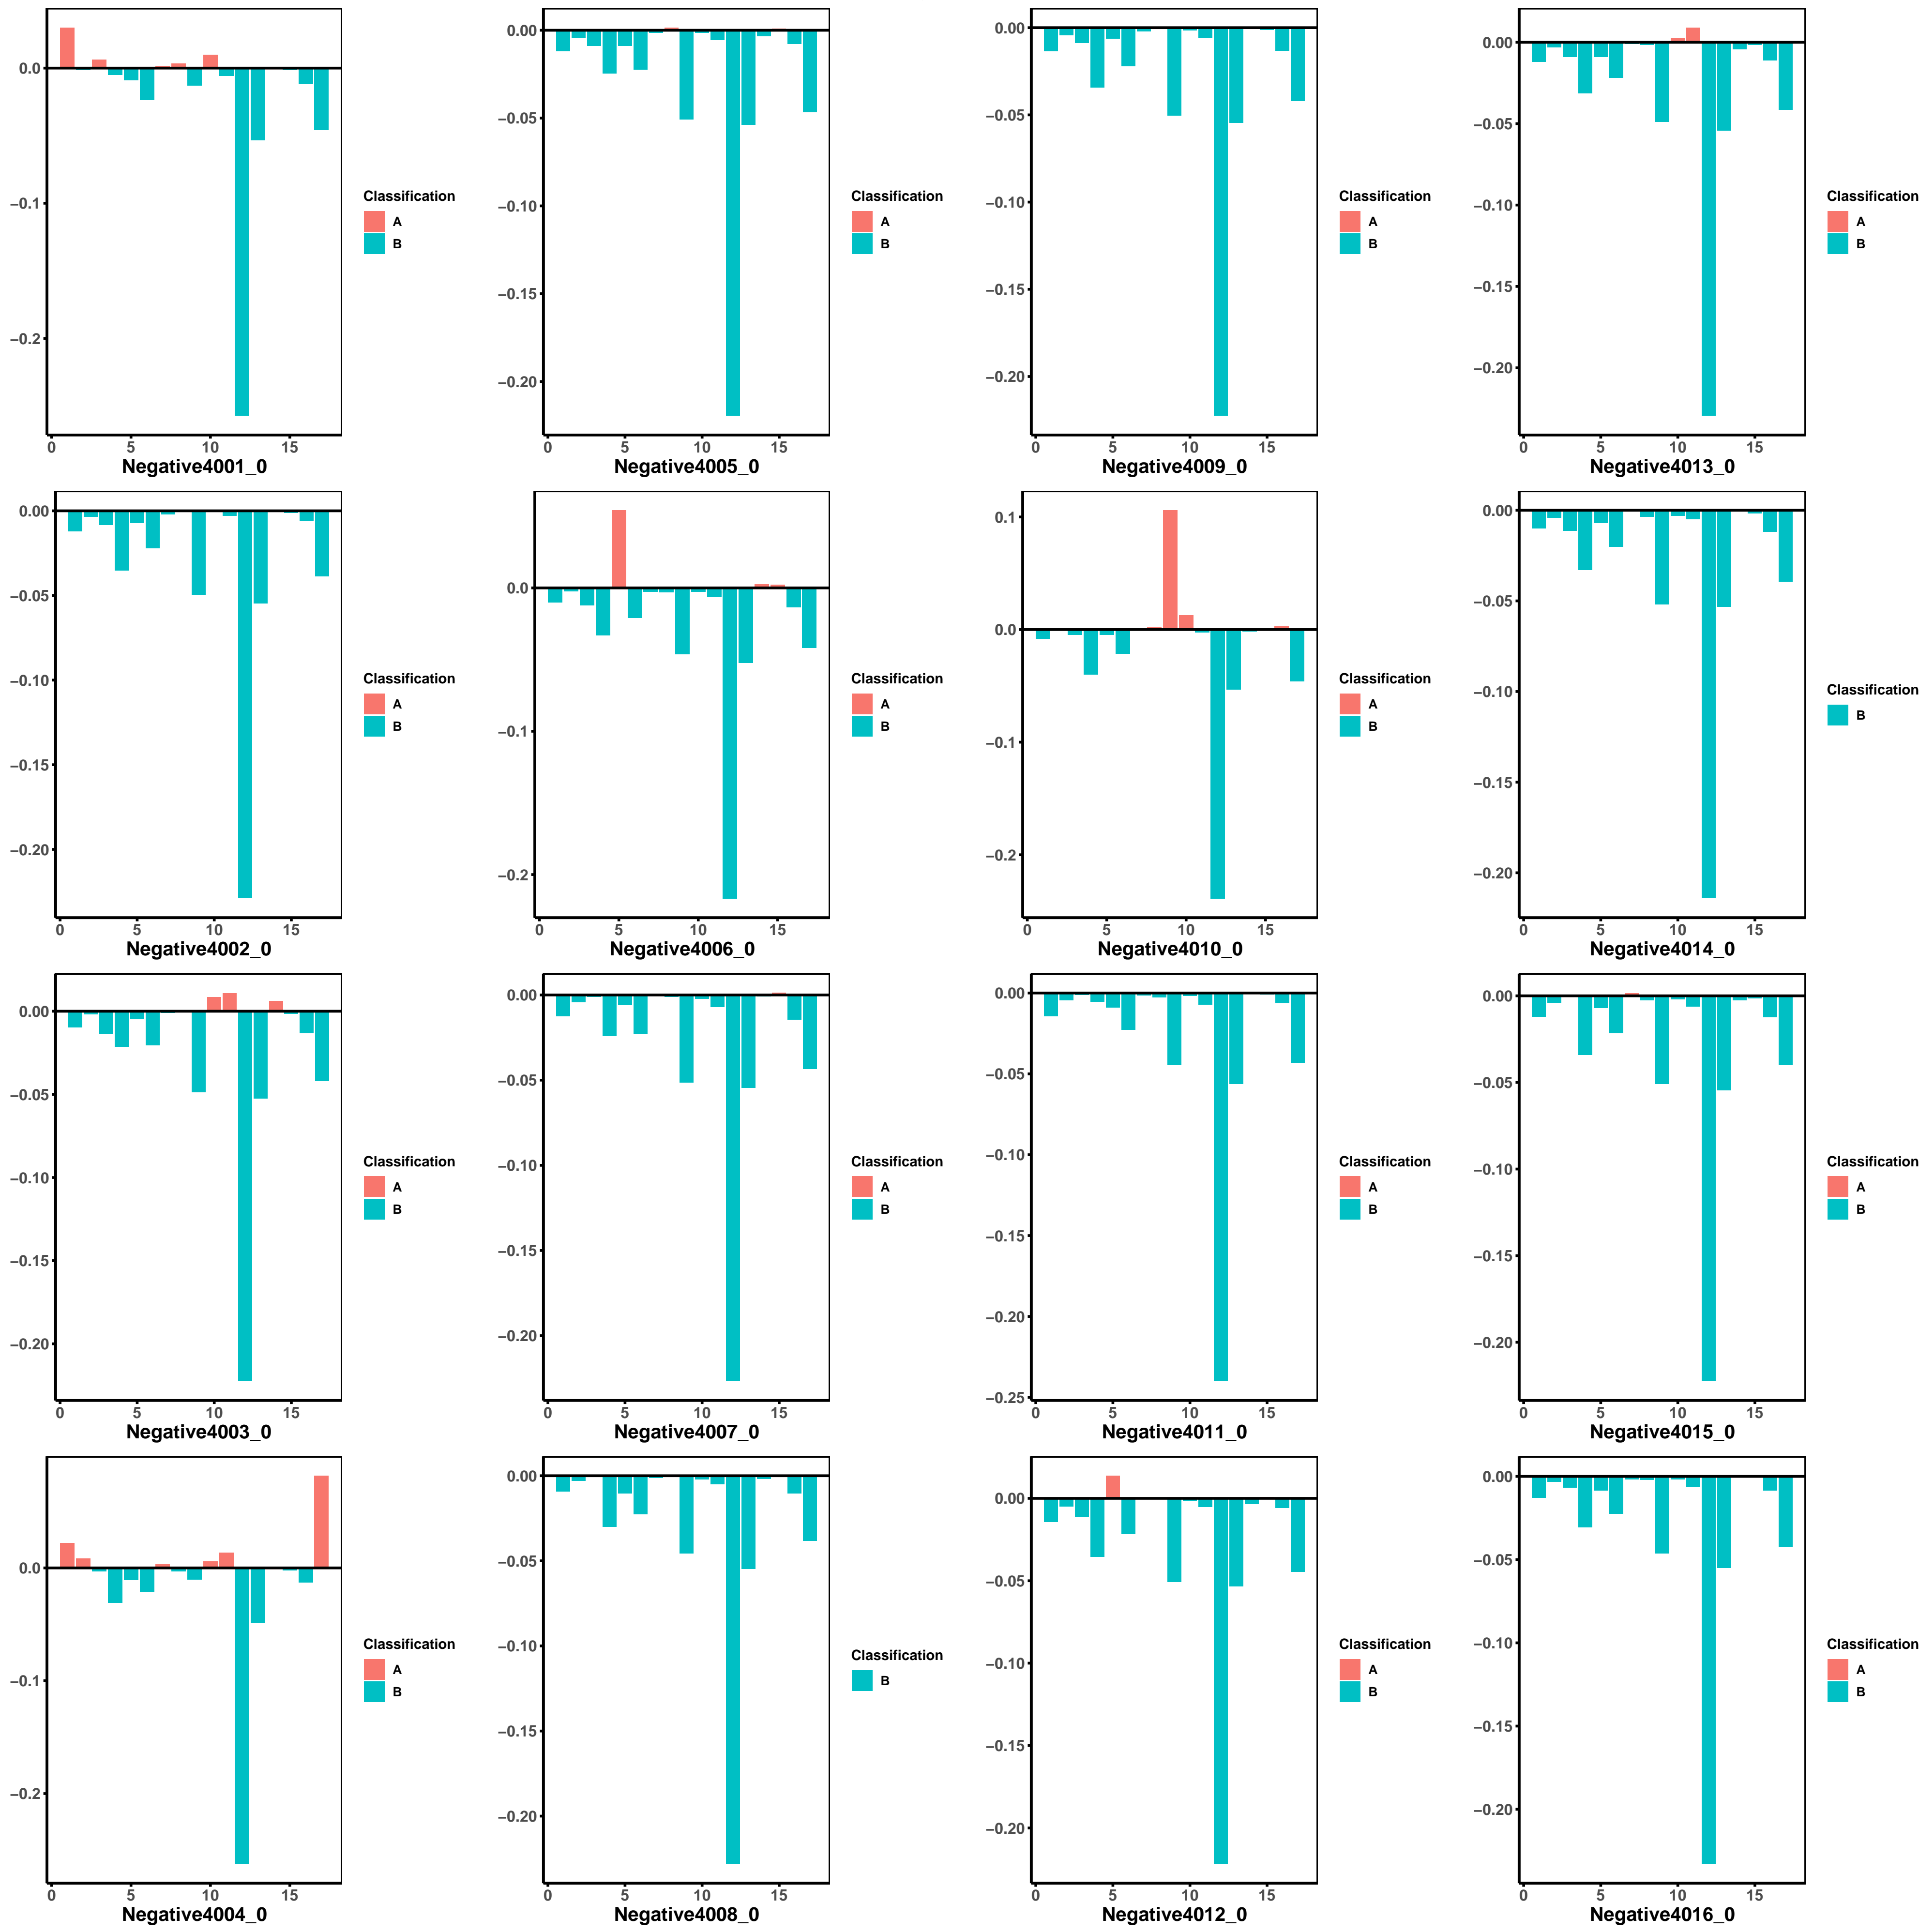 0.0
−0.1
−0.2
0 5 10 15
Negative4001_0
Classification
A
B
0.00
−0.05
−0.10
−0.15
−0.20
0 5 10 15
Negative4005_0
Classification
A
B
0.00
−0.05
−0.10
−0.15
−0.20
0 5 10 15
Negative4009_0
Classification
A
B
0.00
−0.05
−0.10
−0.15
−0.20
0 5 10 15
Negative4013_0
Classification
A
B
0.00
−0.05
−0.10
−0.15
−0.20
0 5 10 15
Negative4002_0
Classification
A
B
0.0
−0.1
−0.2
0 5 10 15
Negative4006_0
Classification
A
B
0.1
0.0
−0.1
−0.2
0 5 10 15
Negative4010_0
Classification
A
B
0.00
−0.05
−0.10
−0.15
−0.20
0 5 10 15
Negative4014_0
Classification
B
0.00
−0.05
−0.10
−0.15
−0.20
0 5 10 15
Negative4003_0
Classification
A
B
0.00
−0.05
−0.10
−0.15
−0.20
0 5 10 15
Negative4007_0
Classification
A
B
0.00
−0.05
−0.10
−0.15
−0.20
−0.25
0 5 10 15
Negative4011_0
Classification
A
B
0.00
−0.05
−0.10
−0.15
−0.20
0 5 10 15
Negative4015_0
Classification
A
B
0.0
−0.1
−0.2
0 5 10 15
Negative4004_0
Classification
A
B
0.00
−0.05
−0.10
−0.15
−0.20
0 5 10 15
Negative4008_0
Classification
B
0.00
−0.05
−0.10
−0.15
−0.20
0 5 10 15
Negative4012_0
Classification
A
B
0.00
−0.05
−0.10
−0.15
−0.20
0 5 10 15
Negative4016_0
Classification
A
B